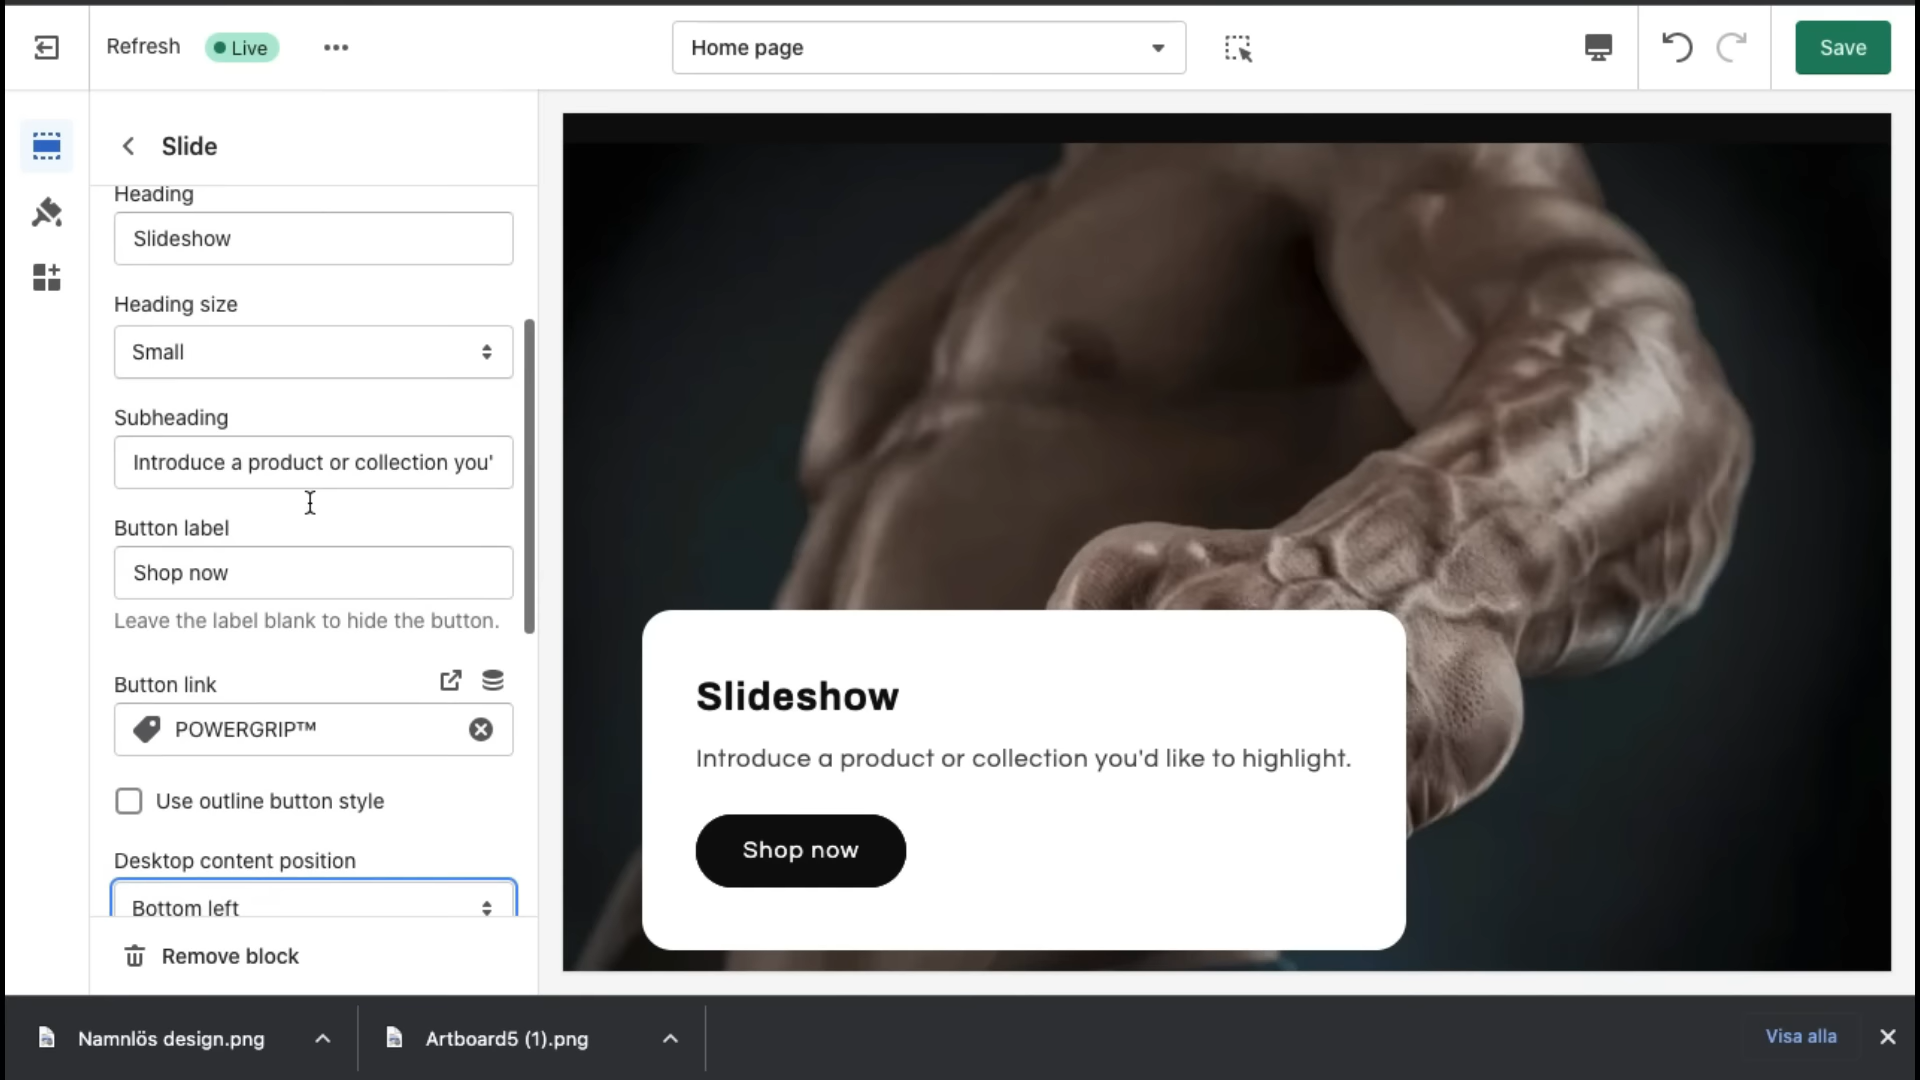 Refresh
Live
Home page
Save
Slide
Heading
Slideshow
Heading size
Small
Subheading
Introduce a product or collection you'
Button label
Shop now
Leave the label blank to hide the button.
Button link
POWERGRIP™
Use outline button style
Desktop content position
Bottom left
Remove block
Slideshow
Introduce a product or collection you'd like to highlight.
Shop now
Namnlös design.png
Artboard5 (1).png
Visa alla